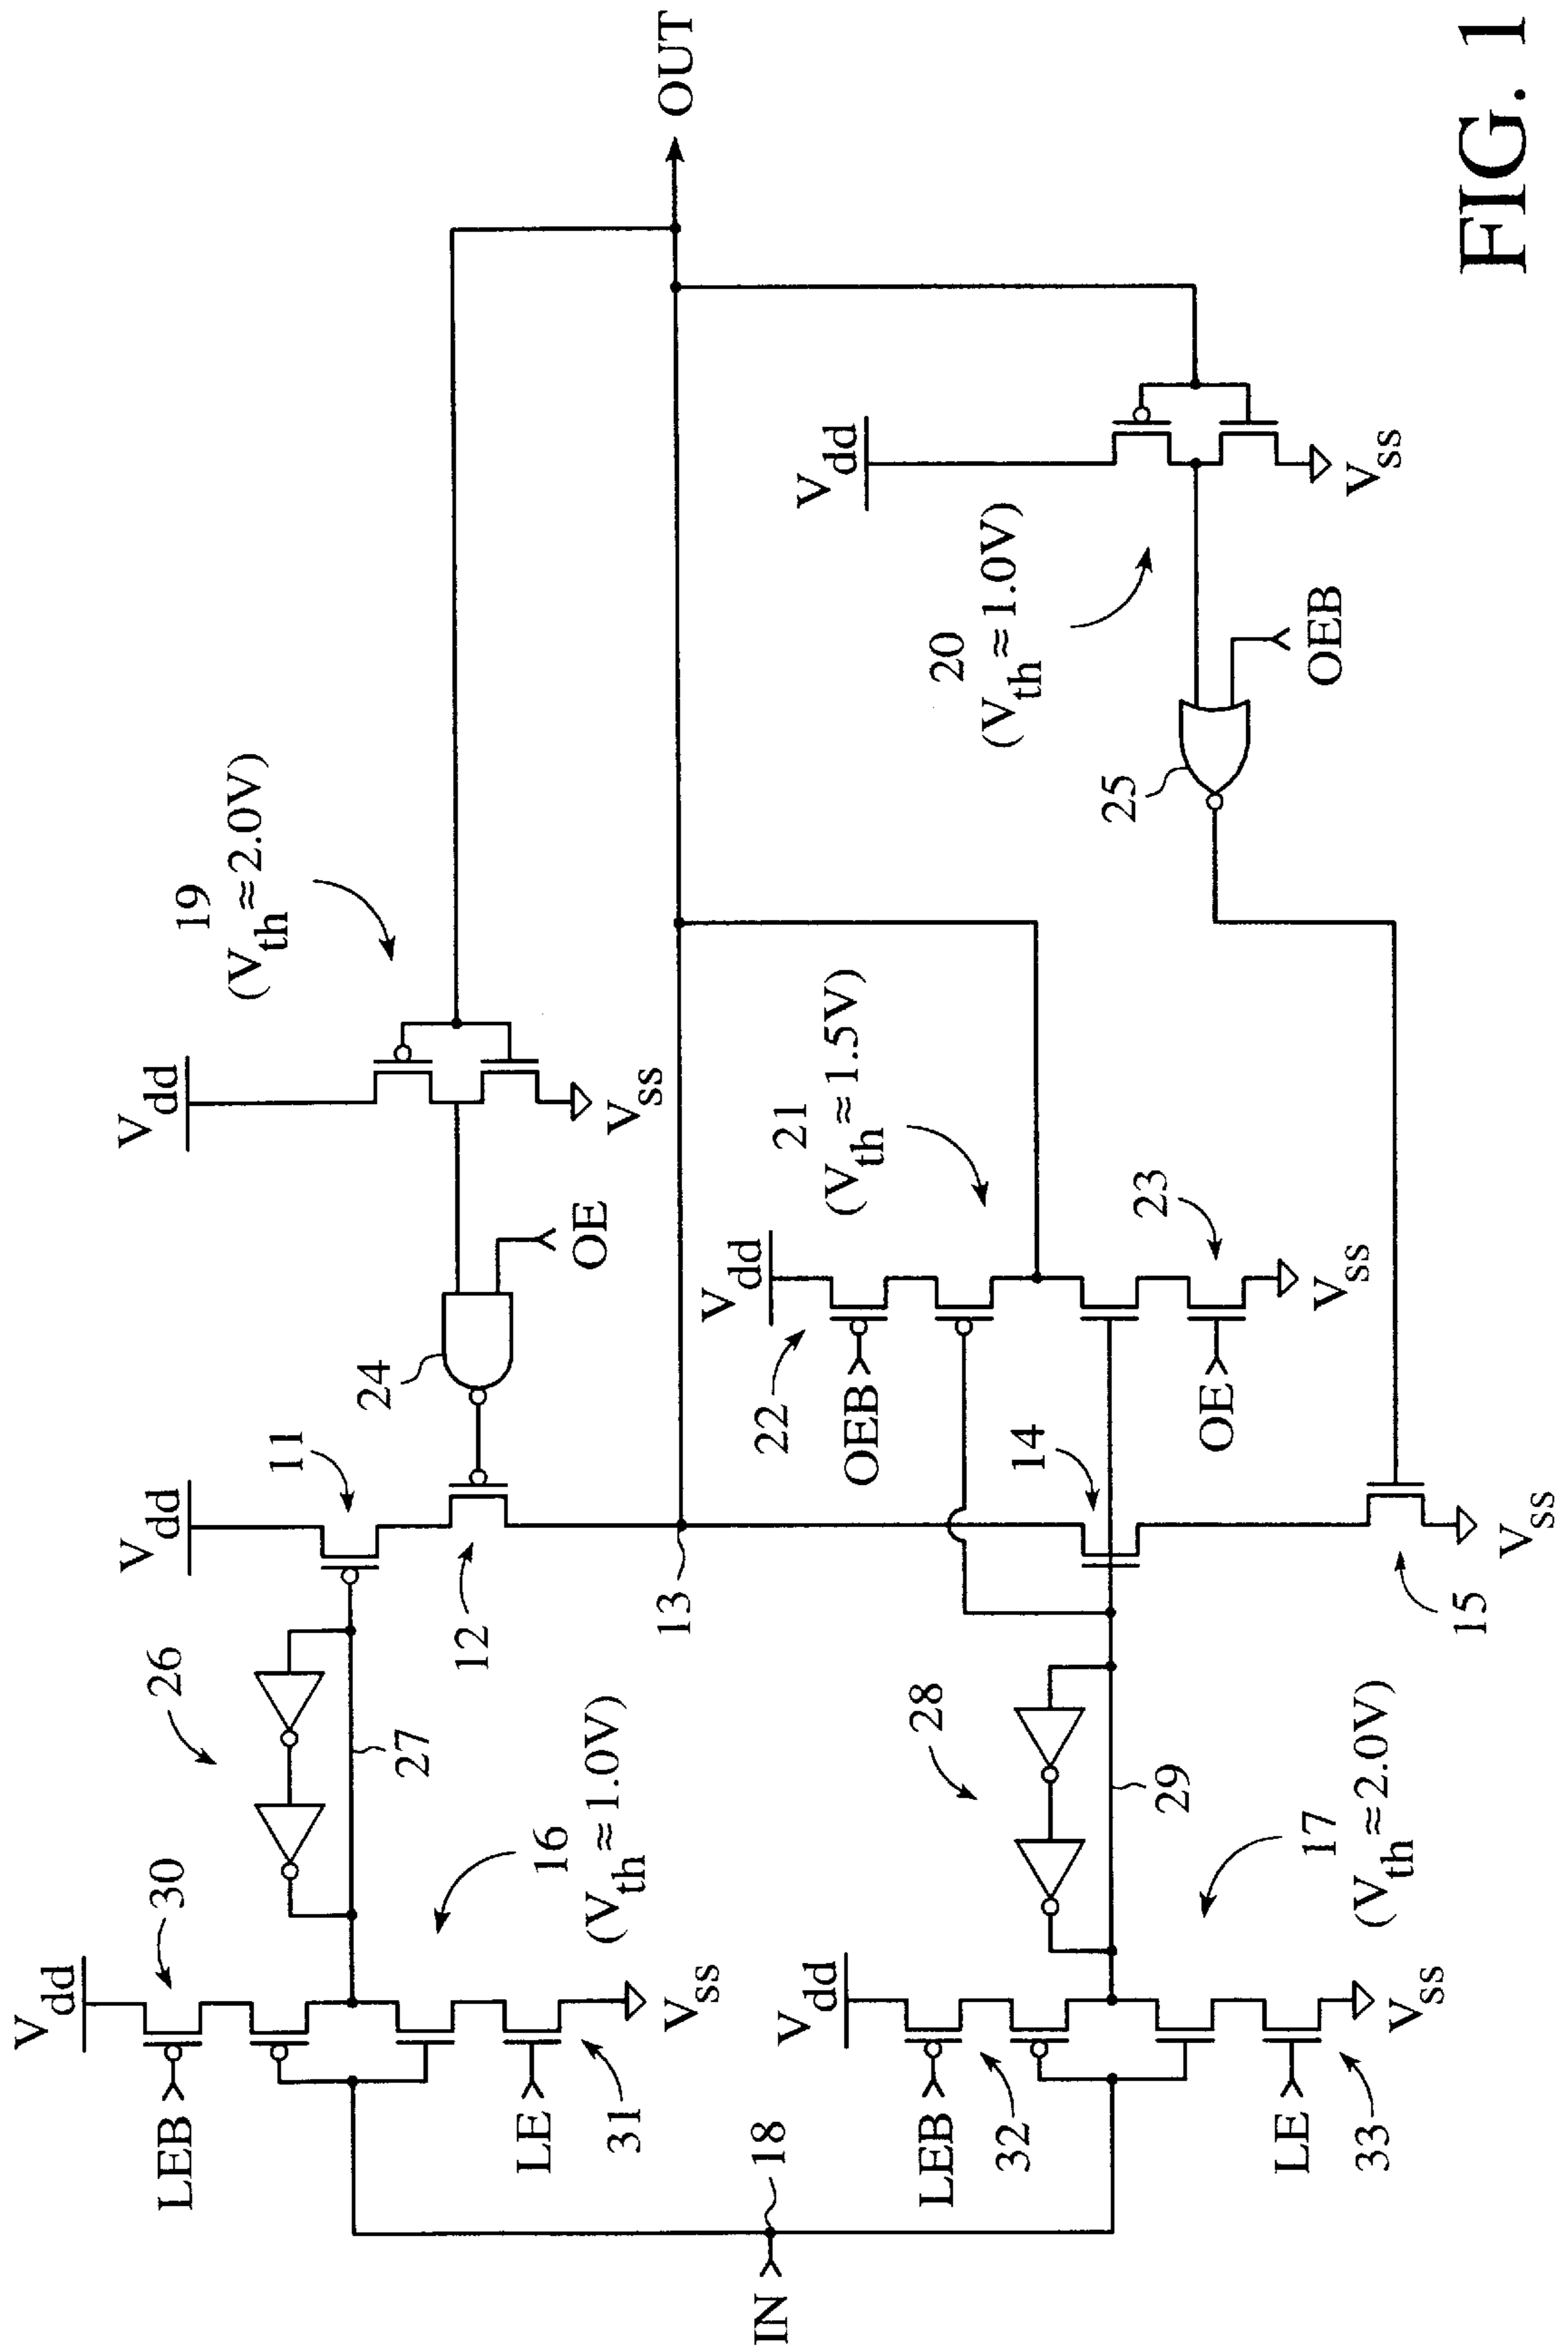 FIG. 1
V_dd
LEB
30
16
(V_th ≈ 1.0V)
LE
31
V_ss
26
27
V_dd
11
12
24
OE
V_dd
19
(V_th ≈ 2.0V)
V_ss
IN
18
13
OUT
V_dd
LEB
32
17
(V_th ≈ 2.0V)
LE
33
V_ss
28
29
14
15
V_ss
V_dd
22
OEB
21
(V_th ≈ 1.5V)
OE
23
V_ss
25
OEB
V_dd
20
(V_th ≈ 1.0V)
V_ss